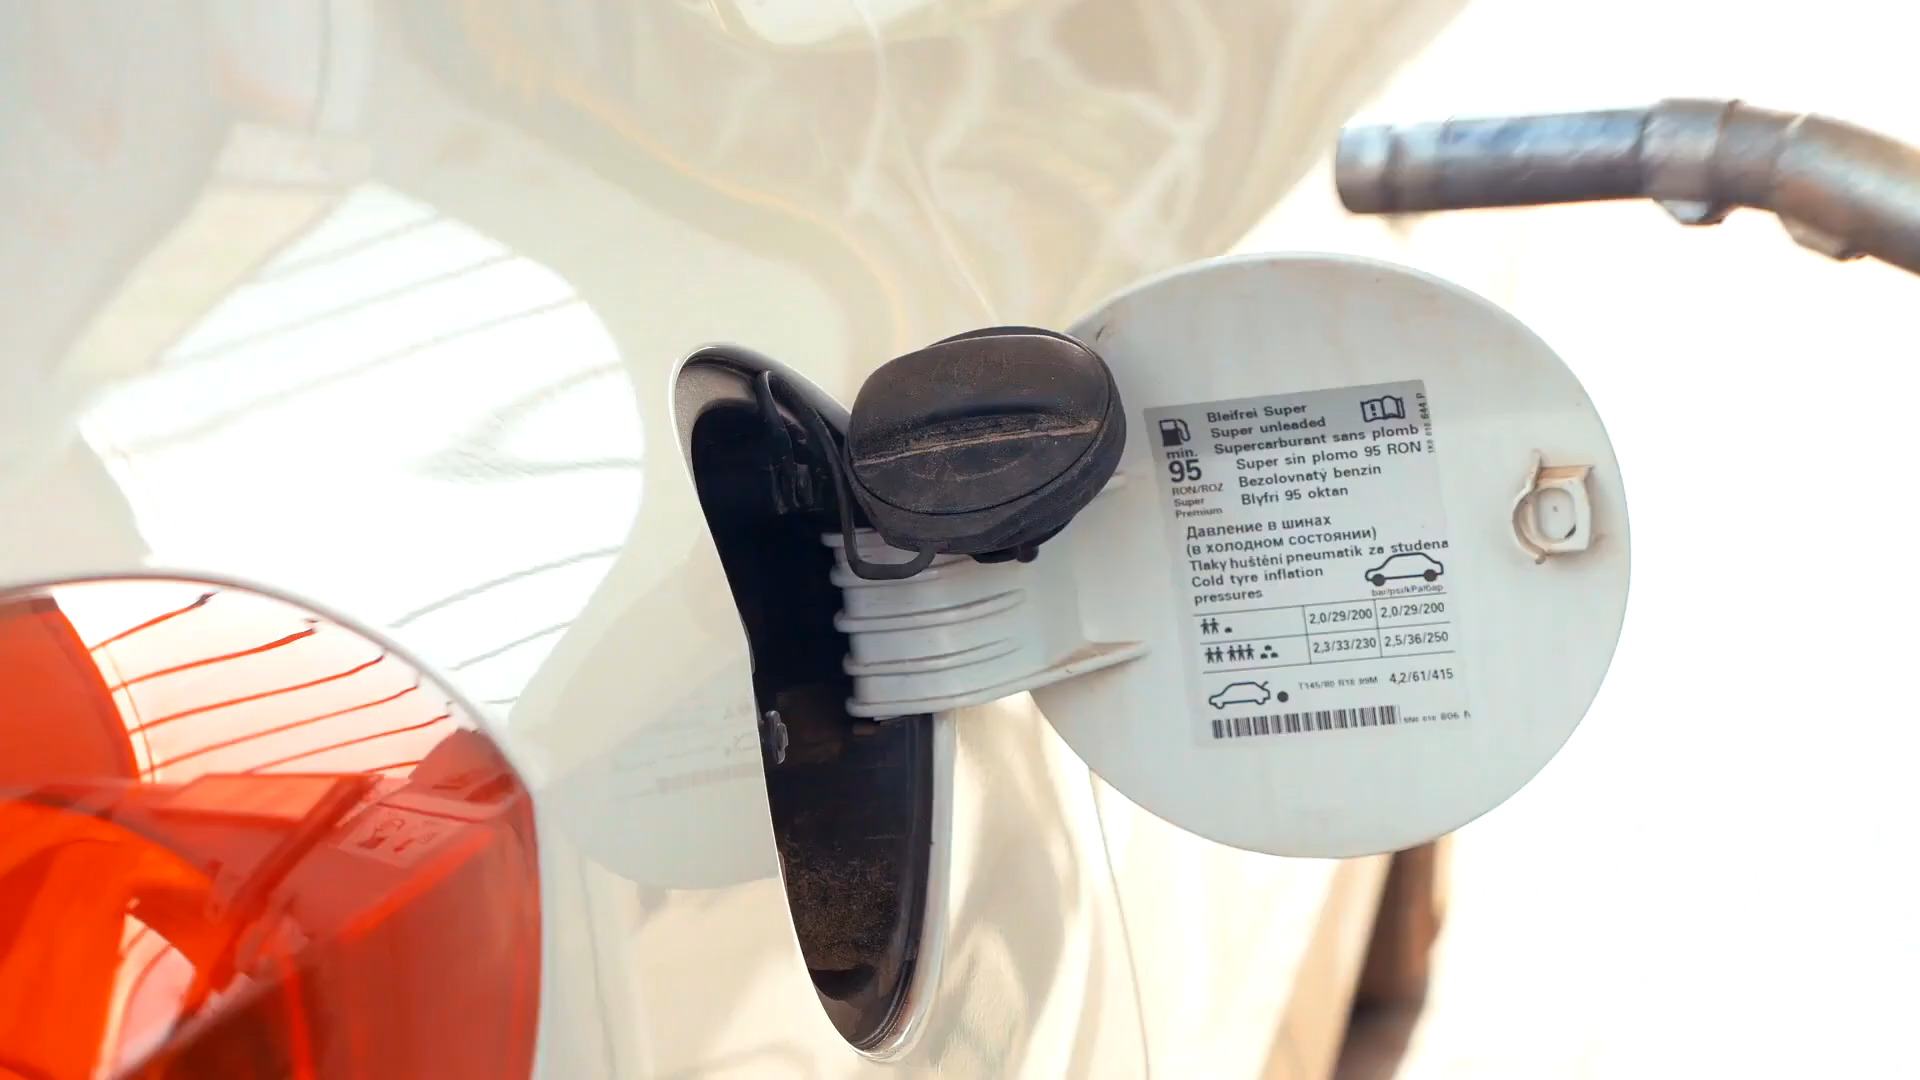 Bleifrei Super
Super unleaded
Supercarburant sans plomb
Super sin plomo 95 RON
Bezolovnatý benzin
Blyfri 95 oktan
min.
95
RON/ROZ
Super
Premium
Давление в шинах
(в холодном состоянии)
Tlaky huštění pneumatik za studena
Cold tyre inflation
pressures
bar/psi/kPa/бар
2,0/29/200 2,0/29/200
2,3/33/230 2,5/36/250
4,2/61/415